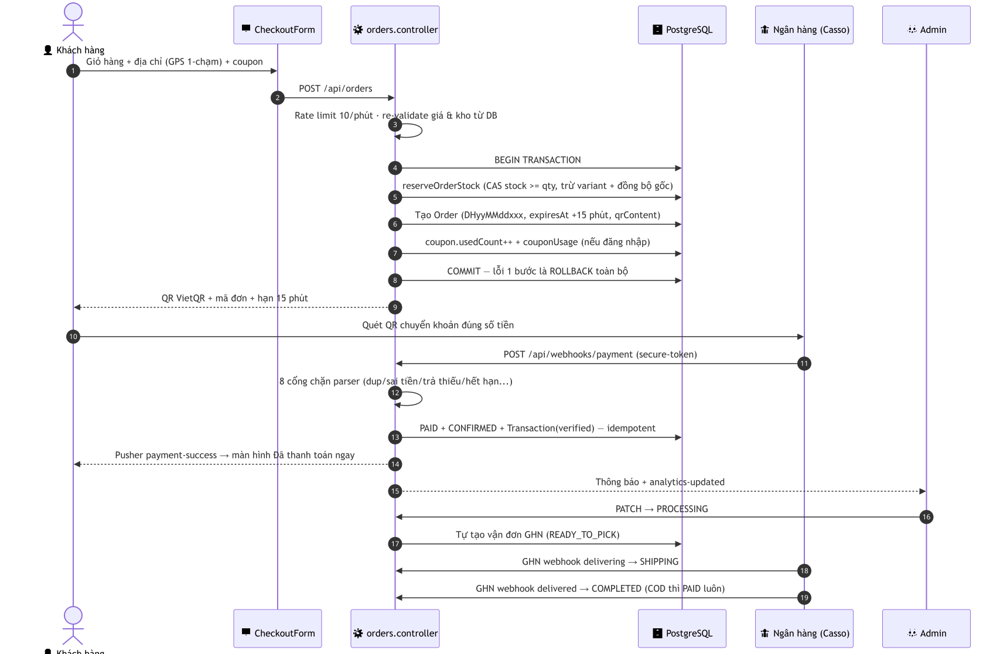 Khách hàng
CheckoutForm
orders.controller
PostgreSQL
Ngân hàng (Casso)
Admin
Giỏ hàng + địa chỉ (GPS 1-chạm) + coupon
1
POST /api/orders
2
Rate limit 10/phút · re-validate giá & kho từ DB
3
BEGIN TRANSACTION
4
reserveOrderStock (CAS stock >= qty, trừ variant + đồng bộ gốc)
5
Tạo Order (DHyyMMddxxx, expiresAt +15 phút, qrContent)
6
coupon.usedCount++ + couponUsage (nếu đăng nhập)
7
COMMIT — lỗi 1 bước là ROLLBACK toàn bộ
8
QR VietQR + mã đơn + hạn 15 phút
9
Quét QR chuyển khoản đúng số tiền
10
POST /api/webhooks/payment (secure-token)
11
8 cổng chặn parser (dup/sai tiền/trả thiếu/hết hạn...)
12
PAID + CONFIRMED + Transaction(verified) — idempotent
13
Pusher payment-success → màn hình Đã thanh toán ngay
14
Thông báo + analytics-updated
15
PATCH → PROCESSING
16
Tự tạo vận đơn GHN (READY_TO_PICK)
17
GHN webhook delivering → SHIPPING
18
GHN webhook delivered → COMPLETED (COD thì PAID luôn)
19
CheckoutForm
orders.controller
PostgreSQL
Ngân hàng (Casso)
Admin
Khách hàng